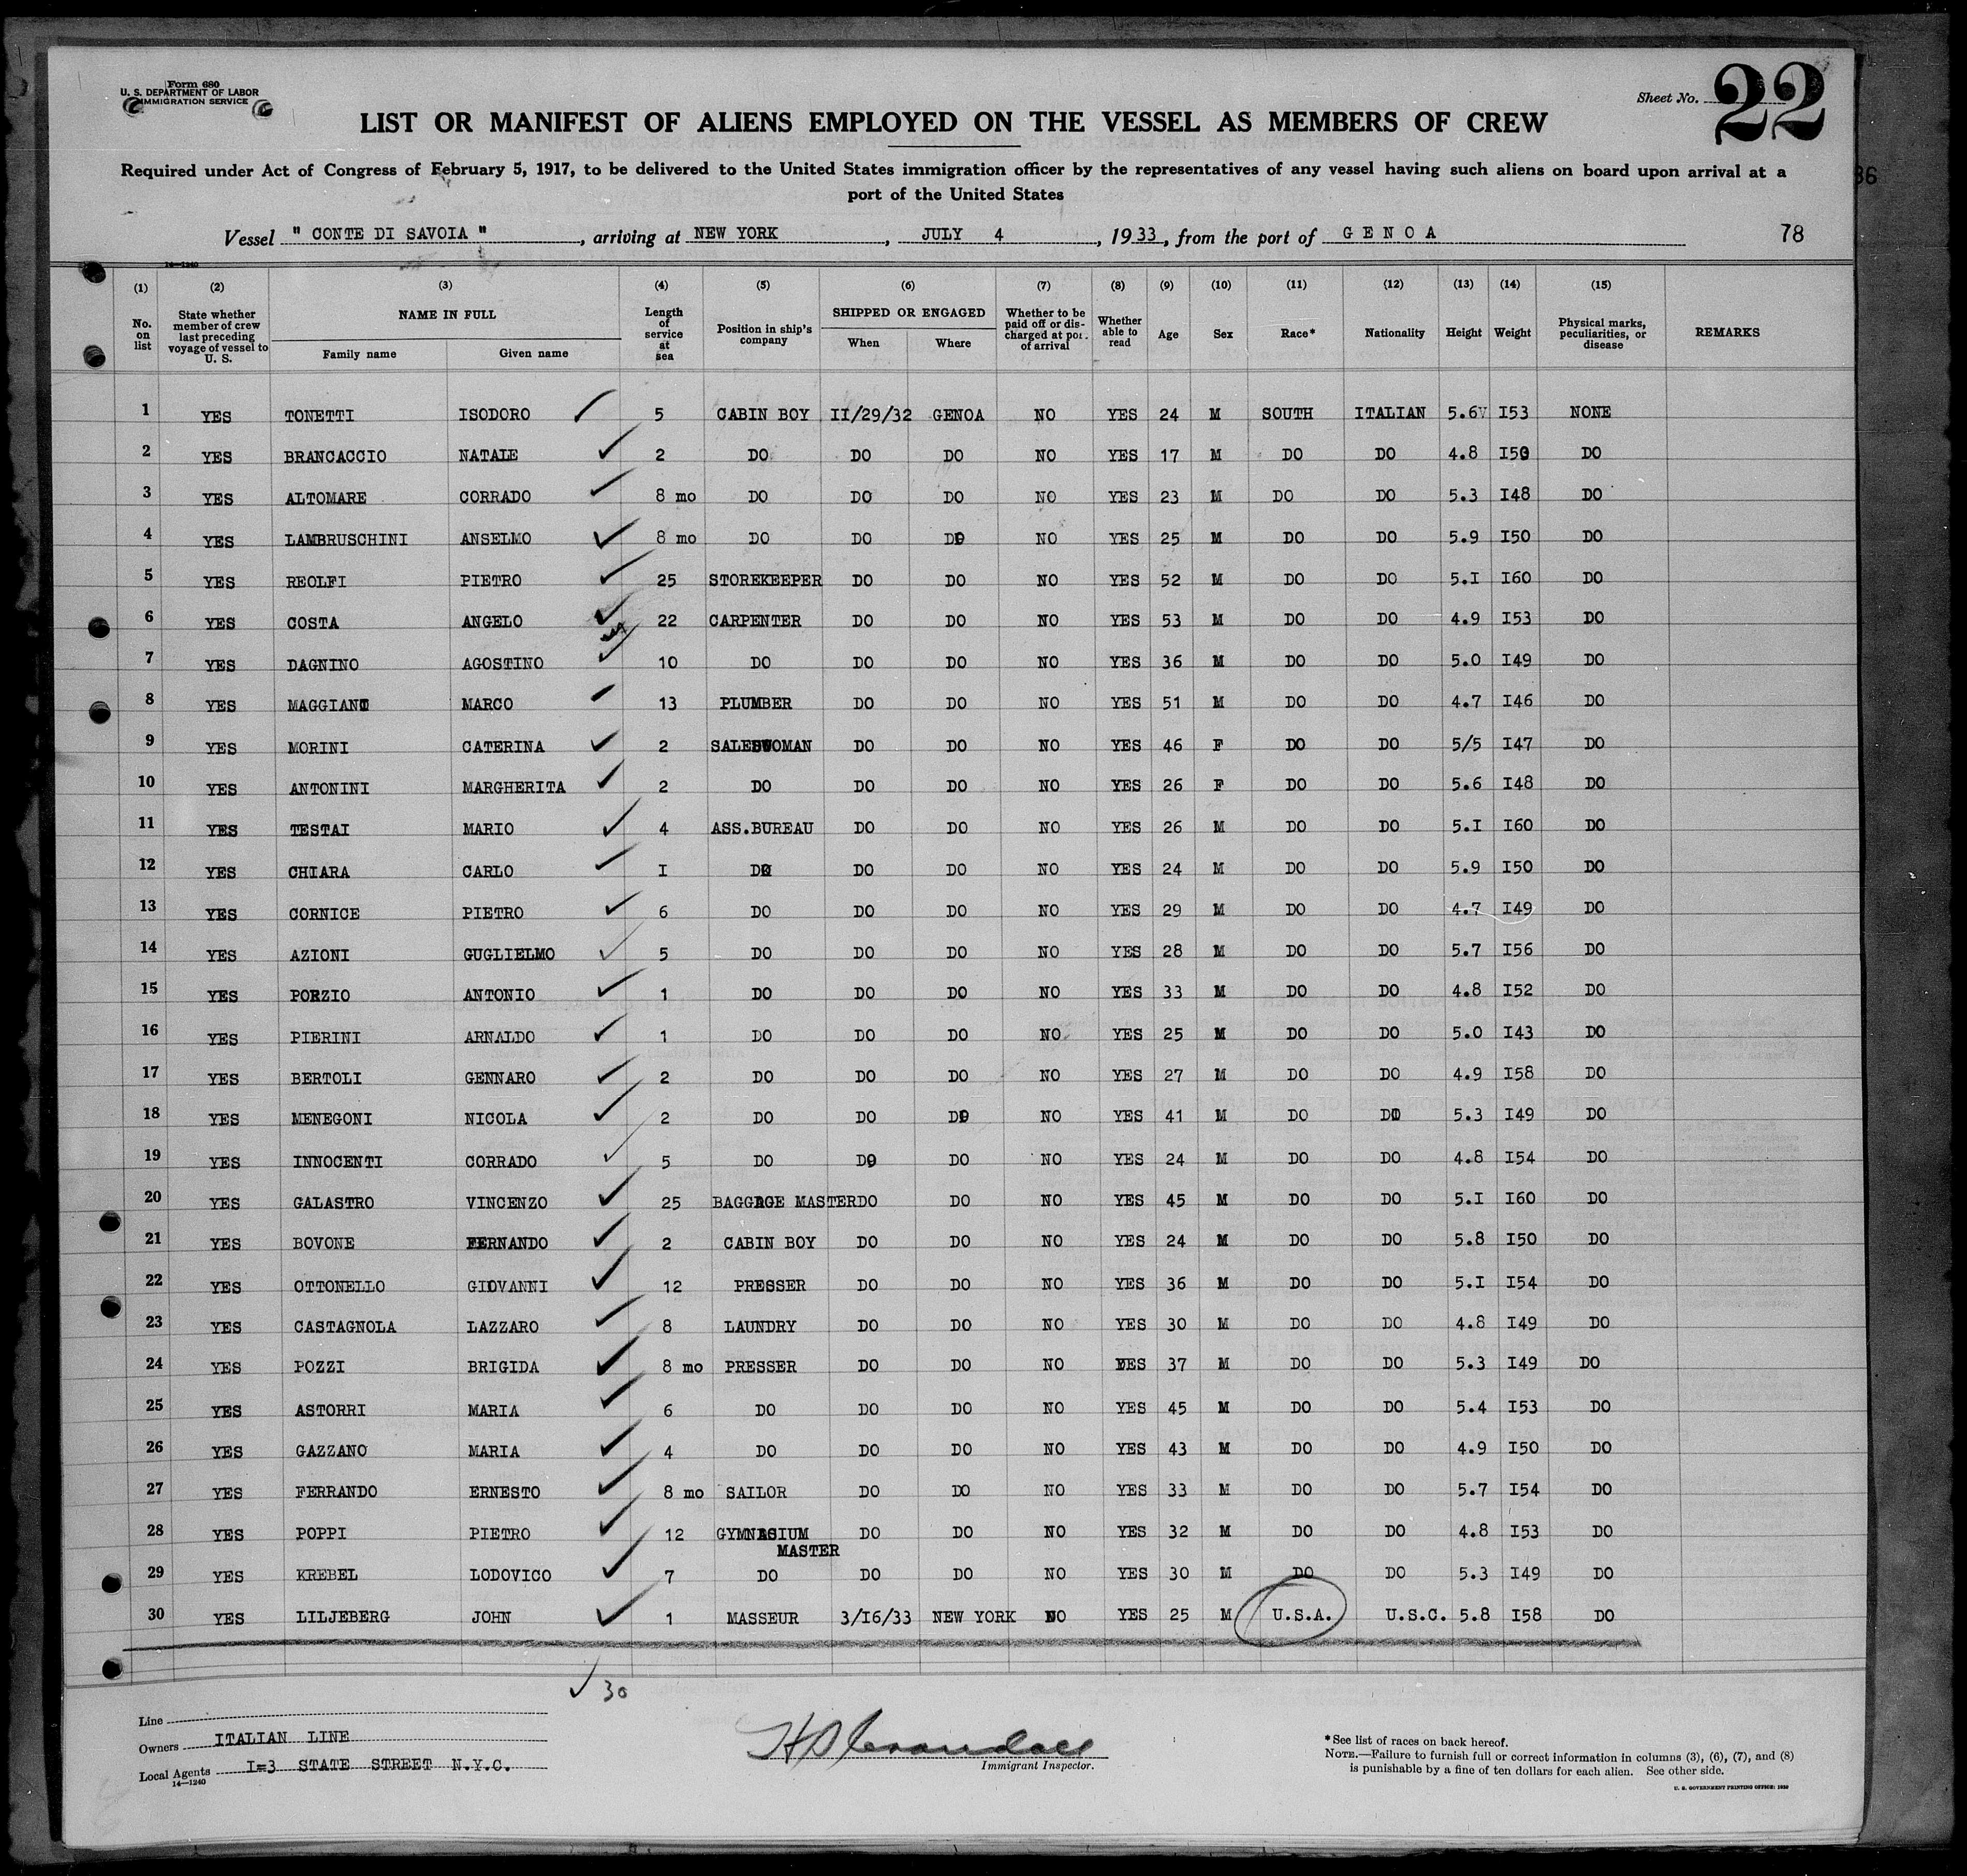 Form 680
U. S. DEPARTMENT OF LABOR
IMMIGRATION SERVICE
Sheet No. 22
LIST OR MANIFEST OF ALIENS EMPLOYED ON THE VESSEL AS MEMBERS OF CREW
Required under Act of Congress of February 5, 1917, to be delivered to the United States immigration officer by the representatives of any vessel having such aliens on board upon arrival at a
port of the United States
86
Vessel " CONTE DI SAVOIA ", arriving at NEW YORK, JULY 4, 1933, from the port of G E N O A 78
14—1240
(1) (2) (3) (4) (5) (6) (7) (8) (9) (10) (11) (12) (13) (14) (15)
No. on list State whether member of crew last preceding voyage of vessel to U. S. NAME IN FULL Family name Given name Length of service at sea Position in ship's company SHIPPED OR ENGAGED When Where Whether to be paid off or discharged at port of arrival Whether able to read Age Sex Race* Nationality Height Weight Physical marks, peculiarities, or disease REMARKS
1 YES TONETTI ISODORO 5 CABIN BOY II/29/32 GENOA NO YES 24 M SOUTH ITALIAN 5.6 I53 NONE
2 YES BRANCACCIO NATALE 2 DO DO DO NO YES 17 M DO DO 4.8 I50 DO
3 YES ALTOMARE CORRADO 8 mo DO DO DO NO YES 23 M DO DO 5.3 I48 DO
4 YES LAMBRUSCHINI ANSELMO 8 mo DO DO DO NO YES 25 M DO DO 5.9 I50 DO
5 YES REOLFI PIETRO 25 STOREKEEPER DO DO NO YES 52 M DO DO 5.I I60 DO
6 YES COSTA ANGELO 22 CARPENTER DO DO NO YES 53 M DO DO 4.9 I53 DO
7 YES DAGNINO AGOSTINO 10 DO DO DO NO YES 36 M DO DO 5.0 I49 DO
8 YES MAGGIANI MARCO 13 PLUMBER DO DO NO YES 51 M DO DO 4.7 I46 DO
9 YES MORINI CATERINA 2 SALESWOMAN DO DO NO YES 46 F DO DO 5/5 I47 DO
10 YES ANTONINI MARGHERITA 2 DO DO DO NO YES 26 F DO DO 5.6 I48 DO
11 YES TESTAI MARIO 4 ASS.BUREAU DO DO NO YES 26 M DO DO 5.I I60 DO
12 YES CHIARA CARLO I DO DO DO NO YES 24 M DO DO 5.9 I50 DO
13 YES CORNICE PIETRO 6 DO DO DO NO YES 29 M DO DO 4.7 I49 DO
14 YES AZIONI GUGLIELMO 5 DO DO DO NO YES 28 M DO DO 5.7 I56 DO
15 YES PORZIO ANTONIO 1 DO DO DO NO YES 33 M DO DO 4.8 I52 DO
16 YES PIERINI ARNALDO 1 DO DO DO NO YES 25 M DO DO 5.0 I43 DO
17 YES BERTOLI GENNARO 2 DO DO DO NO YES 27 M DO DO 4.9 I58 DO
18 YES MENEGONI NICOLA 2 DO DO DO NO YES 41 M DO DO 5.3 I49 DO
19 YES INNOCENTI CORRADO 5 DO DO DO NO YES 24 M DO DO 4.8 I54 DO
20 YES GALASTRO VINCENZO 25 BAGGAGE MASTER DO DO NO YES 45 M DO DO 5.I I60 DO
21 YES BOVONE FERNANDO 2 CABIN BOY DO DO NO YES 24 M DO DO 5.8 I50 DO
22 YES OTTONELLO GIOVANNI 12 PRESSER DO DO NO YES 36 M DO DO 5.I I54 DO
23 YES CASTAGNOLA LAZZARO 8 LAUNDRY DO DO NO YES 30 M DO DO 4.8 I49 DO
24 YES POZZI BRIGIDA 8 mo PRESSER DO DO NO YES 37 M DO DO 5.3 I49 DO
25 YES ASTORRI MARIA 6 DO DO DO NO YES 45 M DO DO 5.4 I53 DO
26 YES GAZZANO MARIA 4 DO DO DO NO YES 43 M DO DO 4.9 I50 DO
27 YES FERRANDO ERNESTO 8 mo SAILOR DO DO NO YES 33 M DO DO 5.7 I54 DO
28 YES POPPI PIETRO 12 GYMNASIUM MASTER DO DO NO YES 32 M DO DO 4.8 I53 DO
29 YES KREBEL LODOVICO 7 DO DO DO NO YES 30 M DO DO 5.3 I49 DO
30 YES LILJEBERG JOHN 1 MASSEUR 3/I6/33 NEW YORK NO YES 25 M U.S.A. U.S.C. 5.8 I58 DO
30
Line
Owners ITALIAN LINE
Local Agents I=3 STATE STREET N.Y.C.
14—1240
Immigrant Inspector.
*See list of races on back hereof.
NOTE.—Failure to furnish full or correct information in columns (3), (6), (7), and (8)
is punishable by a fine of ten dollars for each alien. See other side.
U. S. GOVERNMENT PRINTING OFFICE: 1930